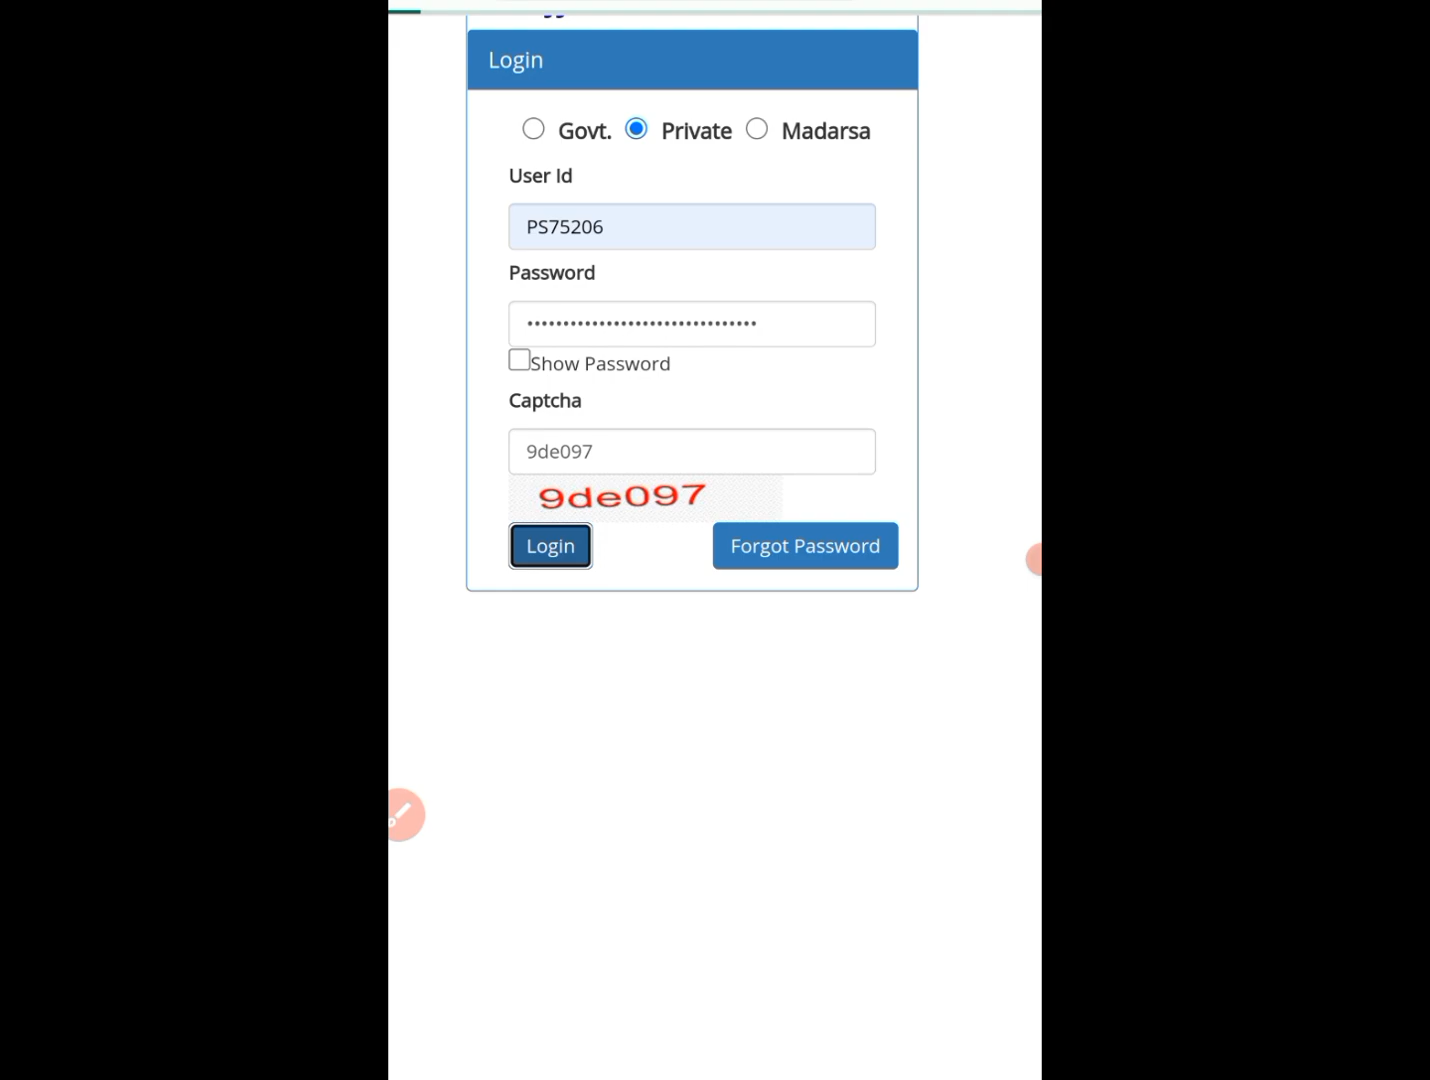 Login
Govt. Private Madarsa
User Id
PS75206
Password
Show Password
Captcha
9de097
9de097
Login Forgot Password